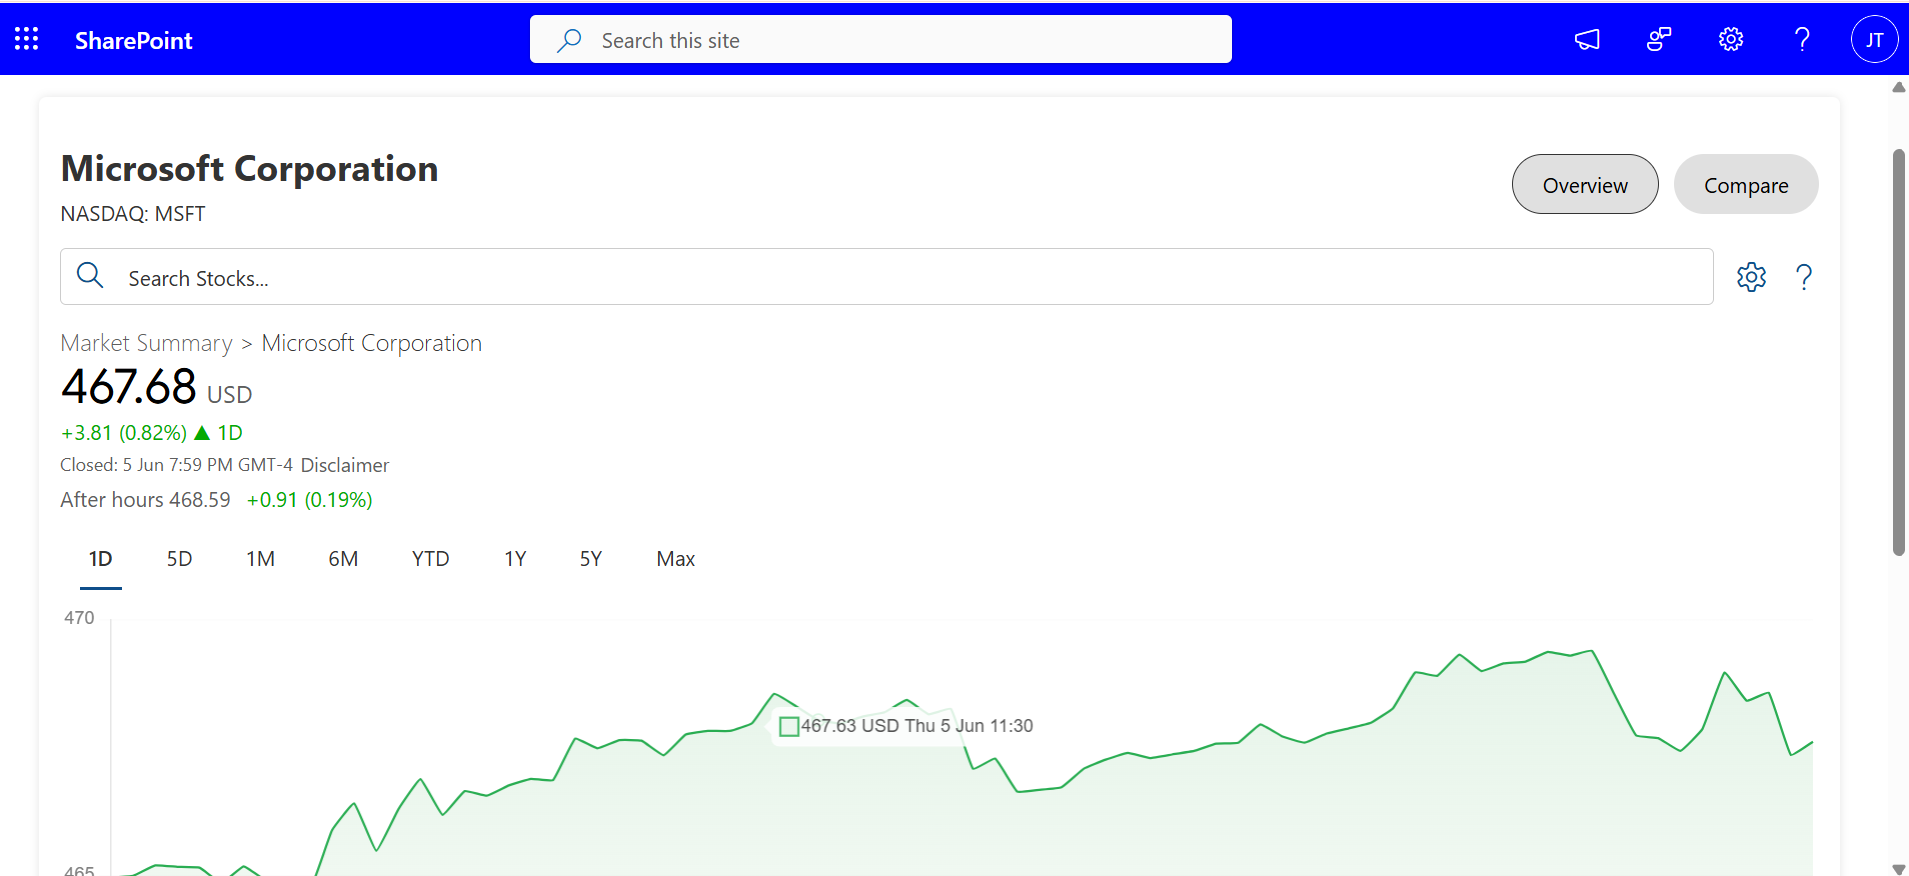 SharePoint
Search this site
JT
Microsoft Corporation
NASDAQ: MSFT
Overview
Compare
Search Stocks...
Market Summary > Microsoft Corporation
467.68 USD
+3.81 (0.82%) ▲ 1D
Closed: 5 Jun 7:59 PM GMT-4 Disclaimer
After hours 468.59 +0.91 (0.19%)
1D 5D 1M 6M YTD 1Y 5Y Max
470
467.63 USD Thu 5 Jun 11:30
465